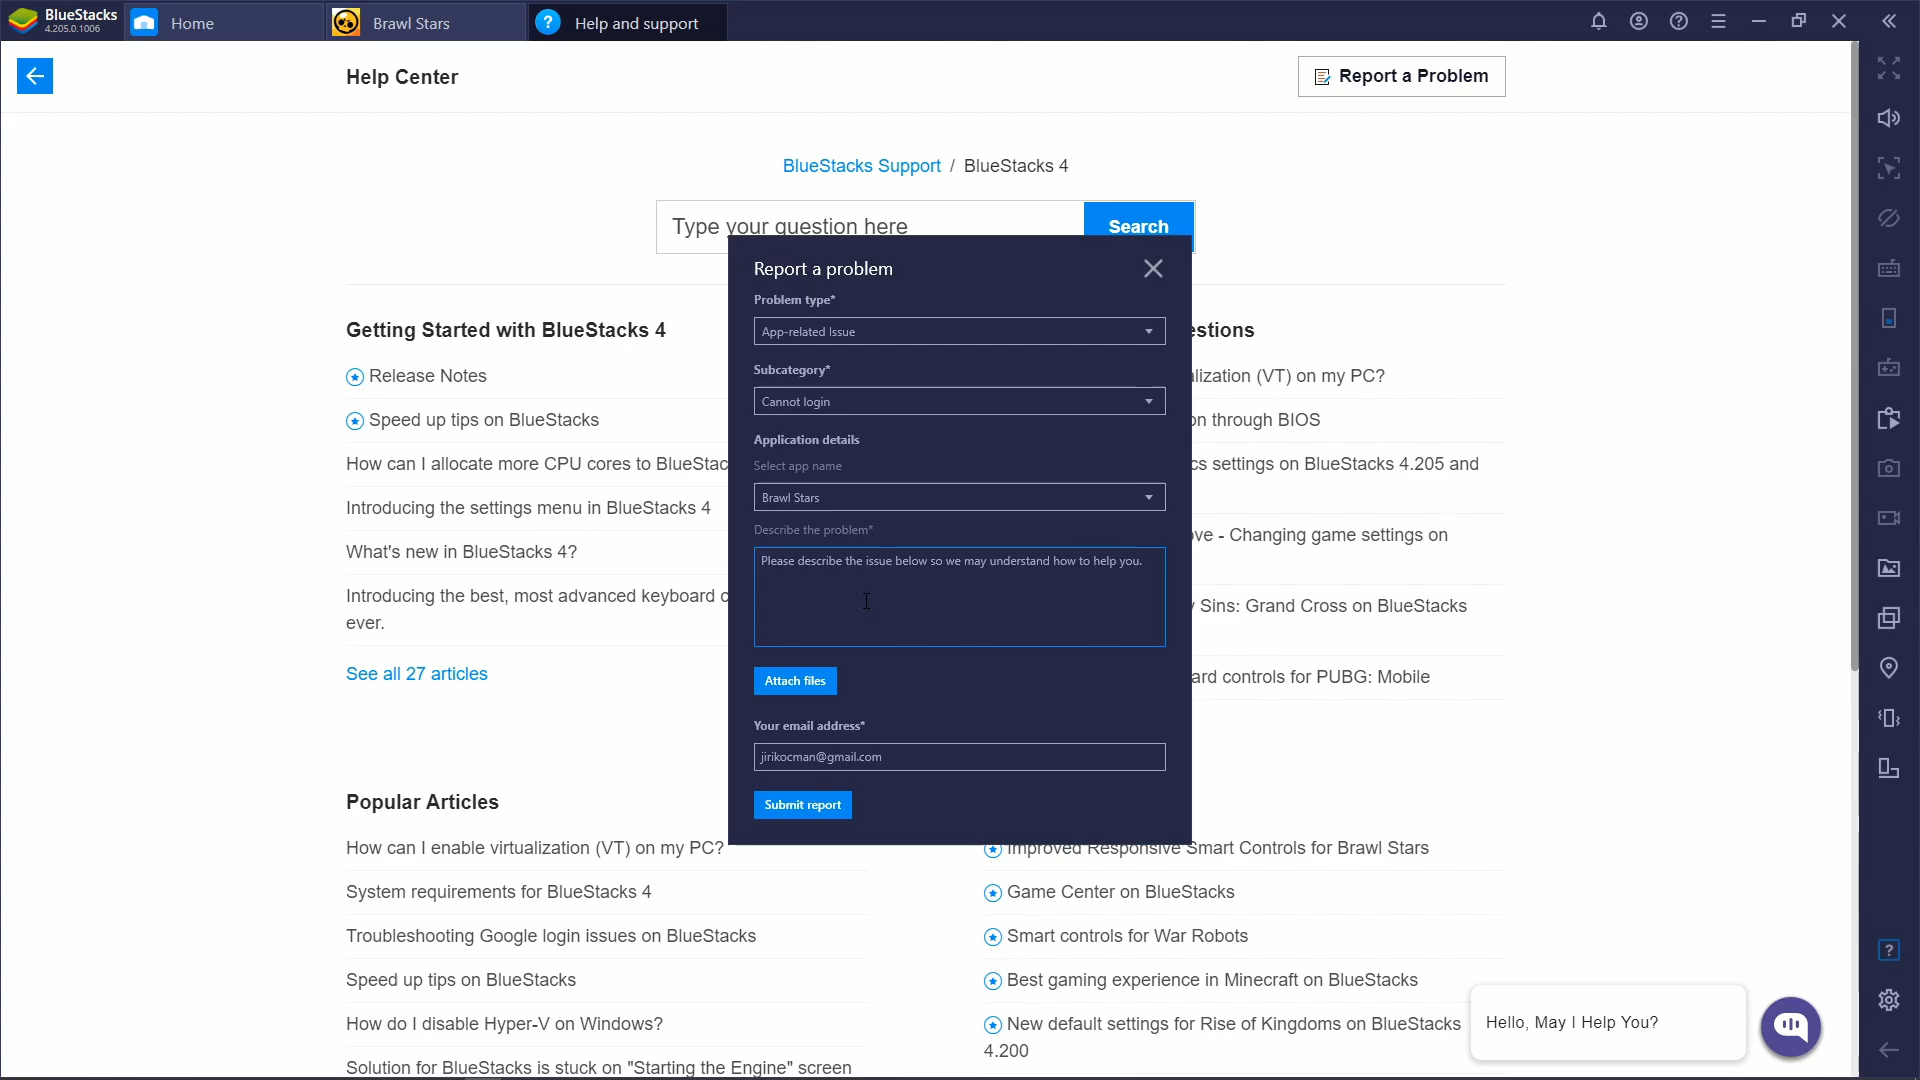 BlueStacks
4.205.0.1006
Home
Brawl Stars
Help and support
Help Center
Report a Problem
BlueStacks Support / BlueStacks 4
Type your question here
Search
Report a problem
Problem type*
App-related Issue
Subcategory*
Cannot login
Application details
Select app name
Brawl Stars
Describe the problem*
Please describe the issue below so we may understand how to help you.
Attach files
Your email address*
jirikocman@gmail.com
Submit report
Getting Started with BlueStacks 4
Release Notes
Speed up tips on BlueStacks
How can I allocate more CPU cores to BlueStac
Introducing the settings menu in BlueStacks 4
What's new in BlueStacks 4?
Introducing the best, most advanced keyboard c
ever.
See all 27 articles
estions
lization (VT) on my PC?
on through BIOS
cs settings on BlueStacks 4.205 and
ove - Changing game settings on
Sins: Grand Cross on BlueStacks
ard controls for PUBG: Mobile
Popular Articles
How can I enable virtualization (VT) on my PC?
System requirements for BlueStacks 4
Troubleshooting Google login issues on BlueStacks
Speed up tips on BlueStacks
How do I disable Hyper-V on Windows?
Solution for BlueStacks is stuck on "Starting the Engine" screen
Improved Responsive Smart Controls for Brawl Stars
Game Center on BlueStacks
Smart controls for War Robots
Best gaming experience in Minecraft on BlueStacks
New default settings for Rise of Kingdoms on BlueStacks
4.200
Hello, May I Help You?